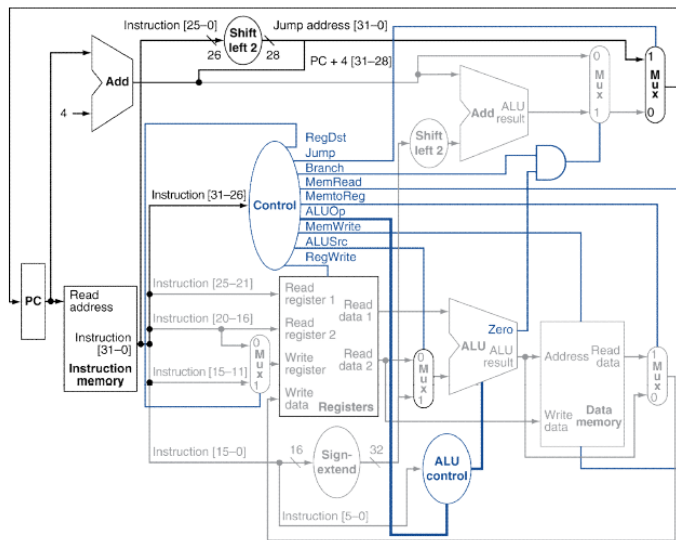 Instruction [25–0]
Jump address [31–0]
Shift
left 2
26
28
PC + 4 [31–28]
Add
4
0
M
u
x
1
1
M
u
x
0
Add
ALU
result
Shift
left 2
RegDst
Jump
Branch
MemRead
MemtoReg
ALUOp
MemWrite
ALUSrc
RegWrite
Control
Instruction [31–26]
PC
Read
address
Instruction
[31–0]
Instruction
memory
Instruction [25–21]
Instruction [20–16]
Instruction [15–11]
0
M
u
x
1
Read
register 1
Read
register 2
Write
register
Write
data
Read
data 1
Read
data 2
Registers
0
M
u
x
1
Zero
ALU
ALU
result
Address
Read
data
Write
data
Data
memory
1
M
u
x
0
Instruction [15–0]
16
Sign-
extend
32
ALU
control
Instruction [5–0]